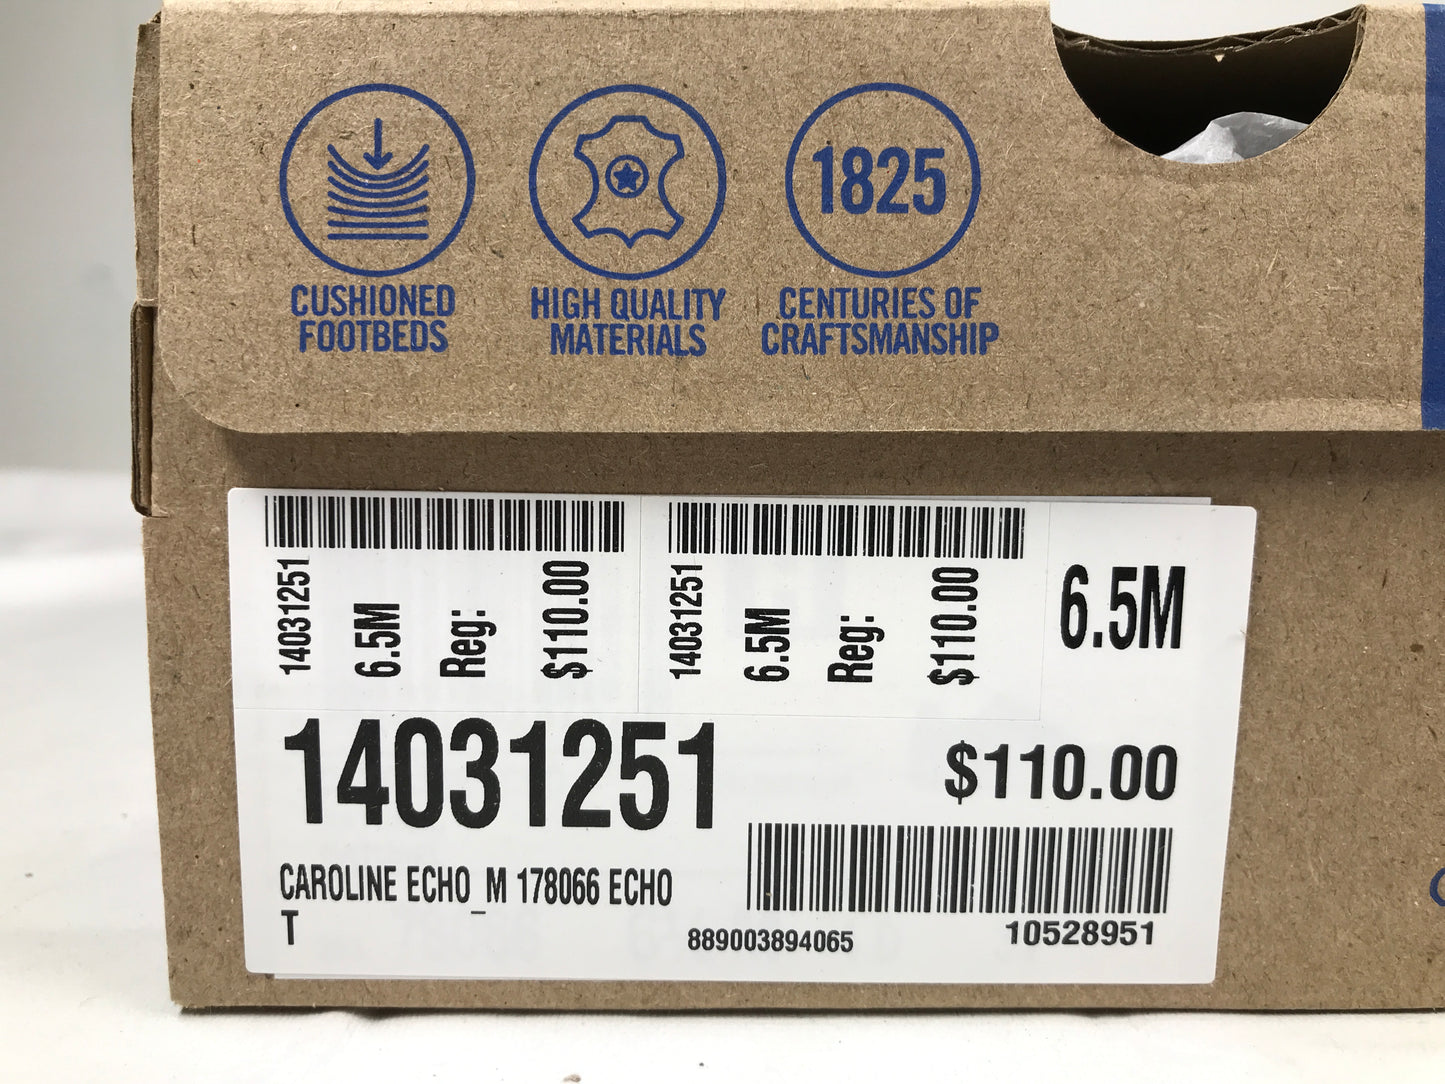 1825
CUSHIONED
FOOTBEDS
HIGH QUALITY
MATERIALS
CENTURIES OF
CRAFTSMANSHIP
14031251
6.5M
Reg:
$110.00
14031251
6.5M
Reg:
$110.00
6.5M
14031251
$110.00
CAROLINE ECHO_M 178066 ECHO
T
889003894065
10528951